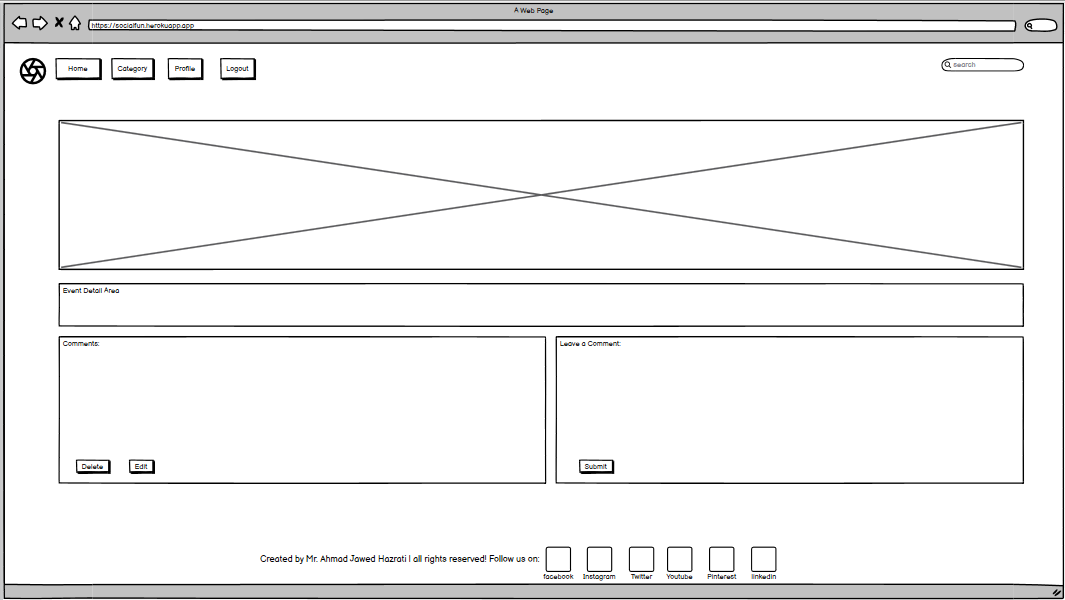 A Web Page
https://socialfun.herokuapp.app
Home
Category
Profile
Logout
search
Event Detail Area
Comments:
Leave a Comment:
Delete
Edit
Submit
Created by Mr. Ahmad Jawed Hazrati | all rights reserved! Follow us on:
facebook
Instagram
Twitter
Youtube
Pinterest
linkedin